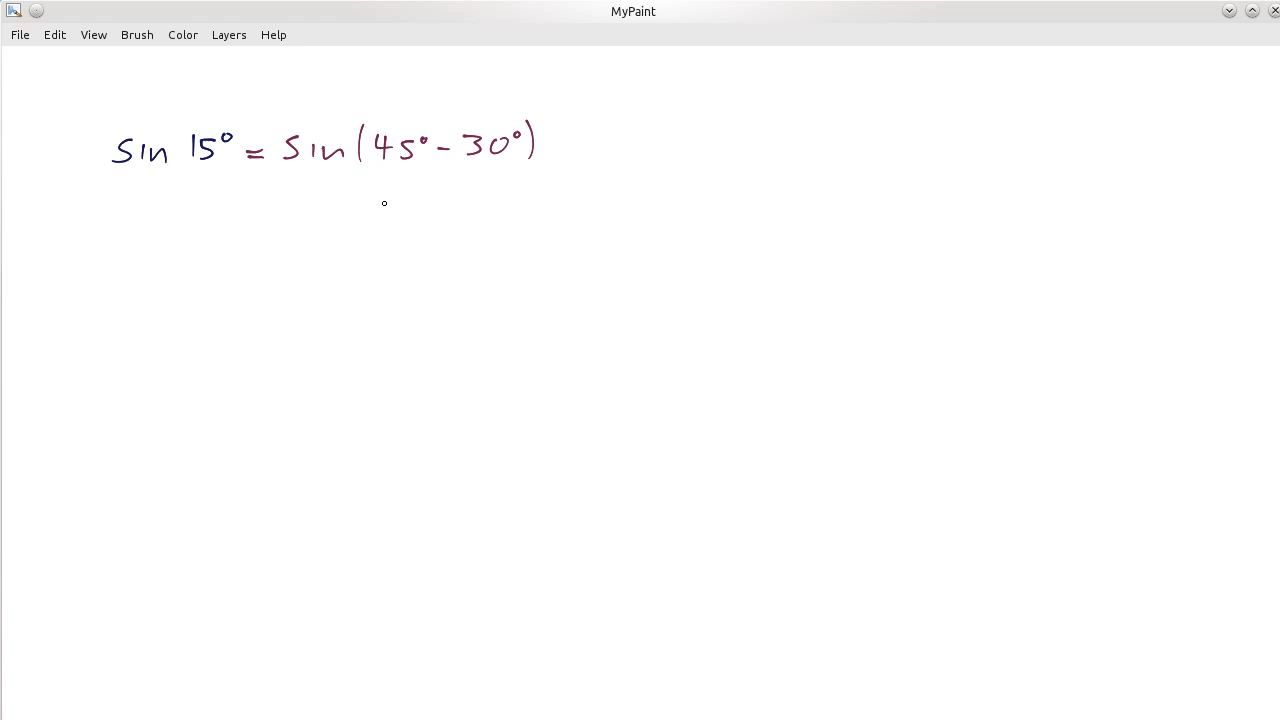 MyPaint
File Edit View Brush Color Layers Help
sin 15° = sin(45° - 30°)